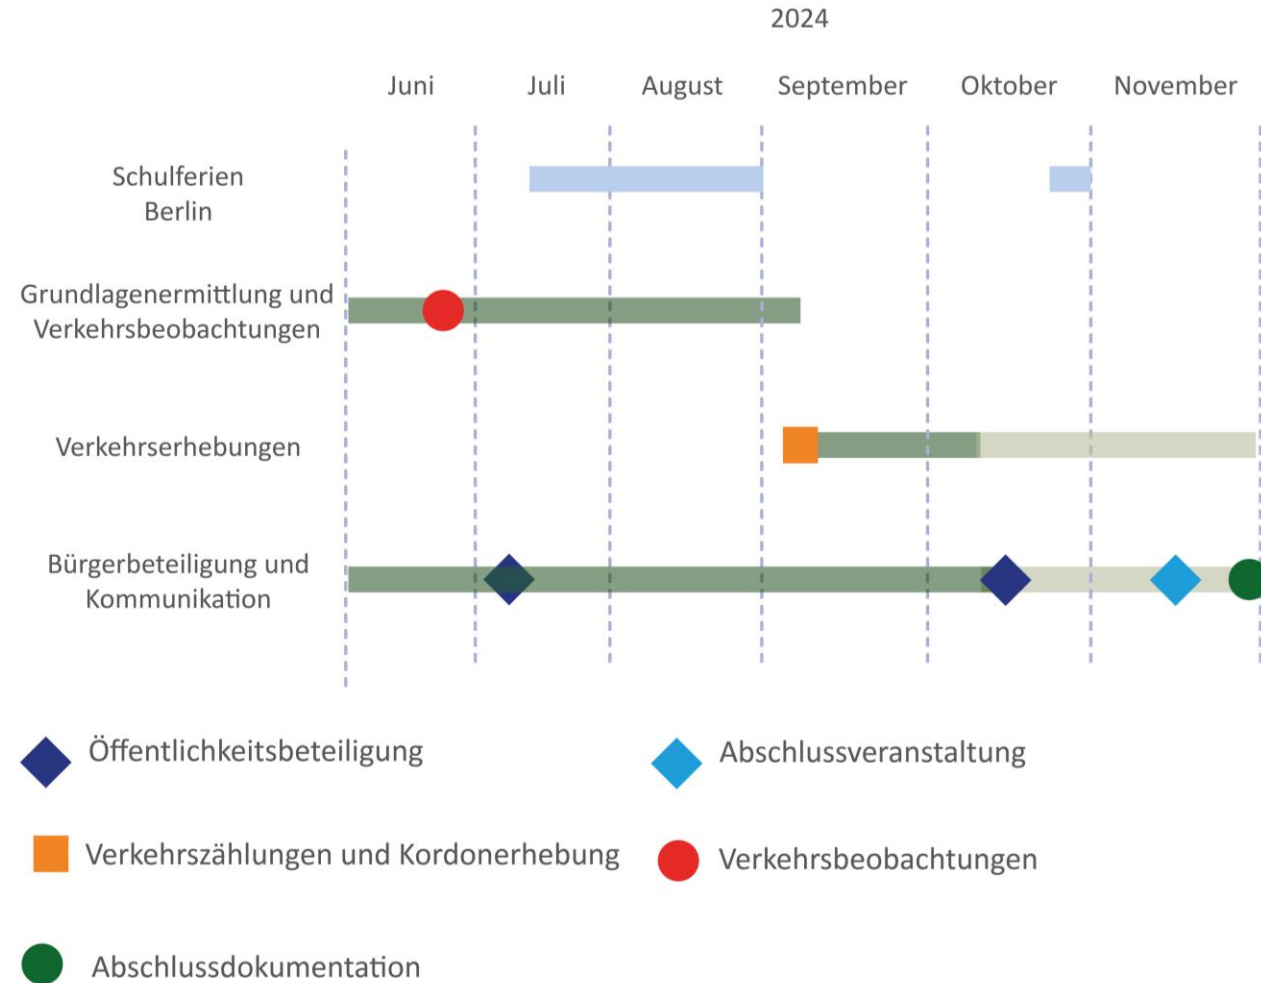 2024
Juni Juli August September Oktober November
Schulferien
Berlin
Grundlagenermittlung und
Verkehrsbeobachtungen
Verkehrserhebungen
Bürgerbeteiligung und
Kommunikation
Öffentlichkeitsbeteiligung
Abschlussveranstaltung
Verkehrszählungen und Kordonerhebung
Verkehrsbeobachtungen
Abschlussdokumentation